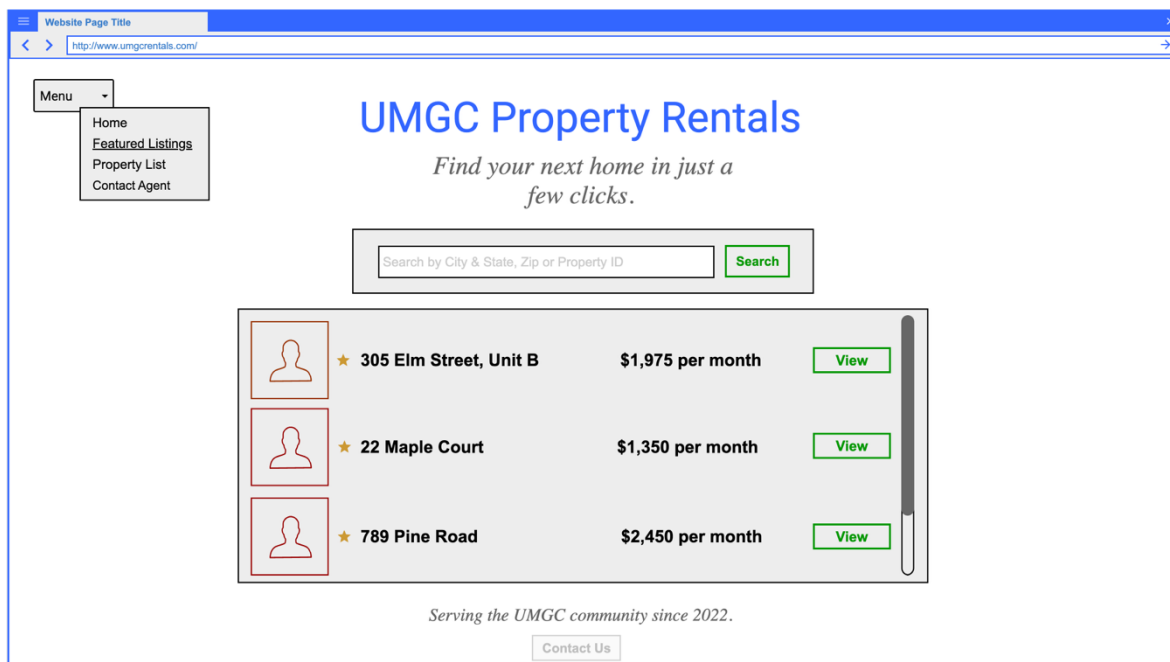 Website Page Title
http://www.umgcrentals.com/
Menu
Home
Featured Listings
Property List
Contact Agent
UMGC Property Rentals
Find your next home in just a
few clicks.
Search by City & State, Zip or Property ID
Search
305 Elm Street, Unit B $1,975 per month View
22 Maple Court $1,350 per month View
789 Pine Road $2,450 per month View
Serving the UMGC community since 2022.
Contact Us